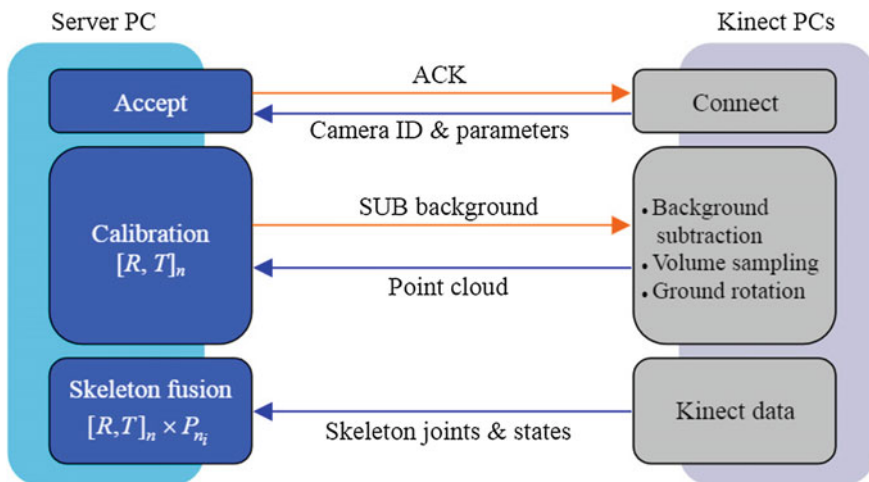 Server PC
Kinect PCs
ACK
Accept
Connect
Camera ID & parameters
SUB background
Calibration
[R, T]n
Point cloud
• Background
subtraction
• Volume sampling
• Ground rotation
Skeleton fusion
[R,T]n × Pni
Kinect data
Skeleton joints & states